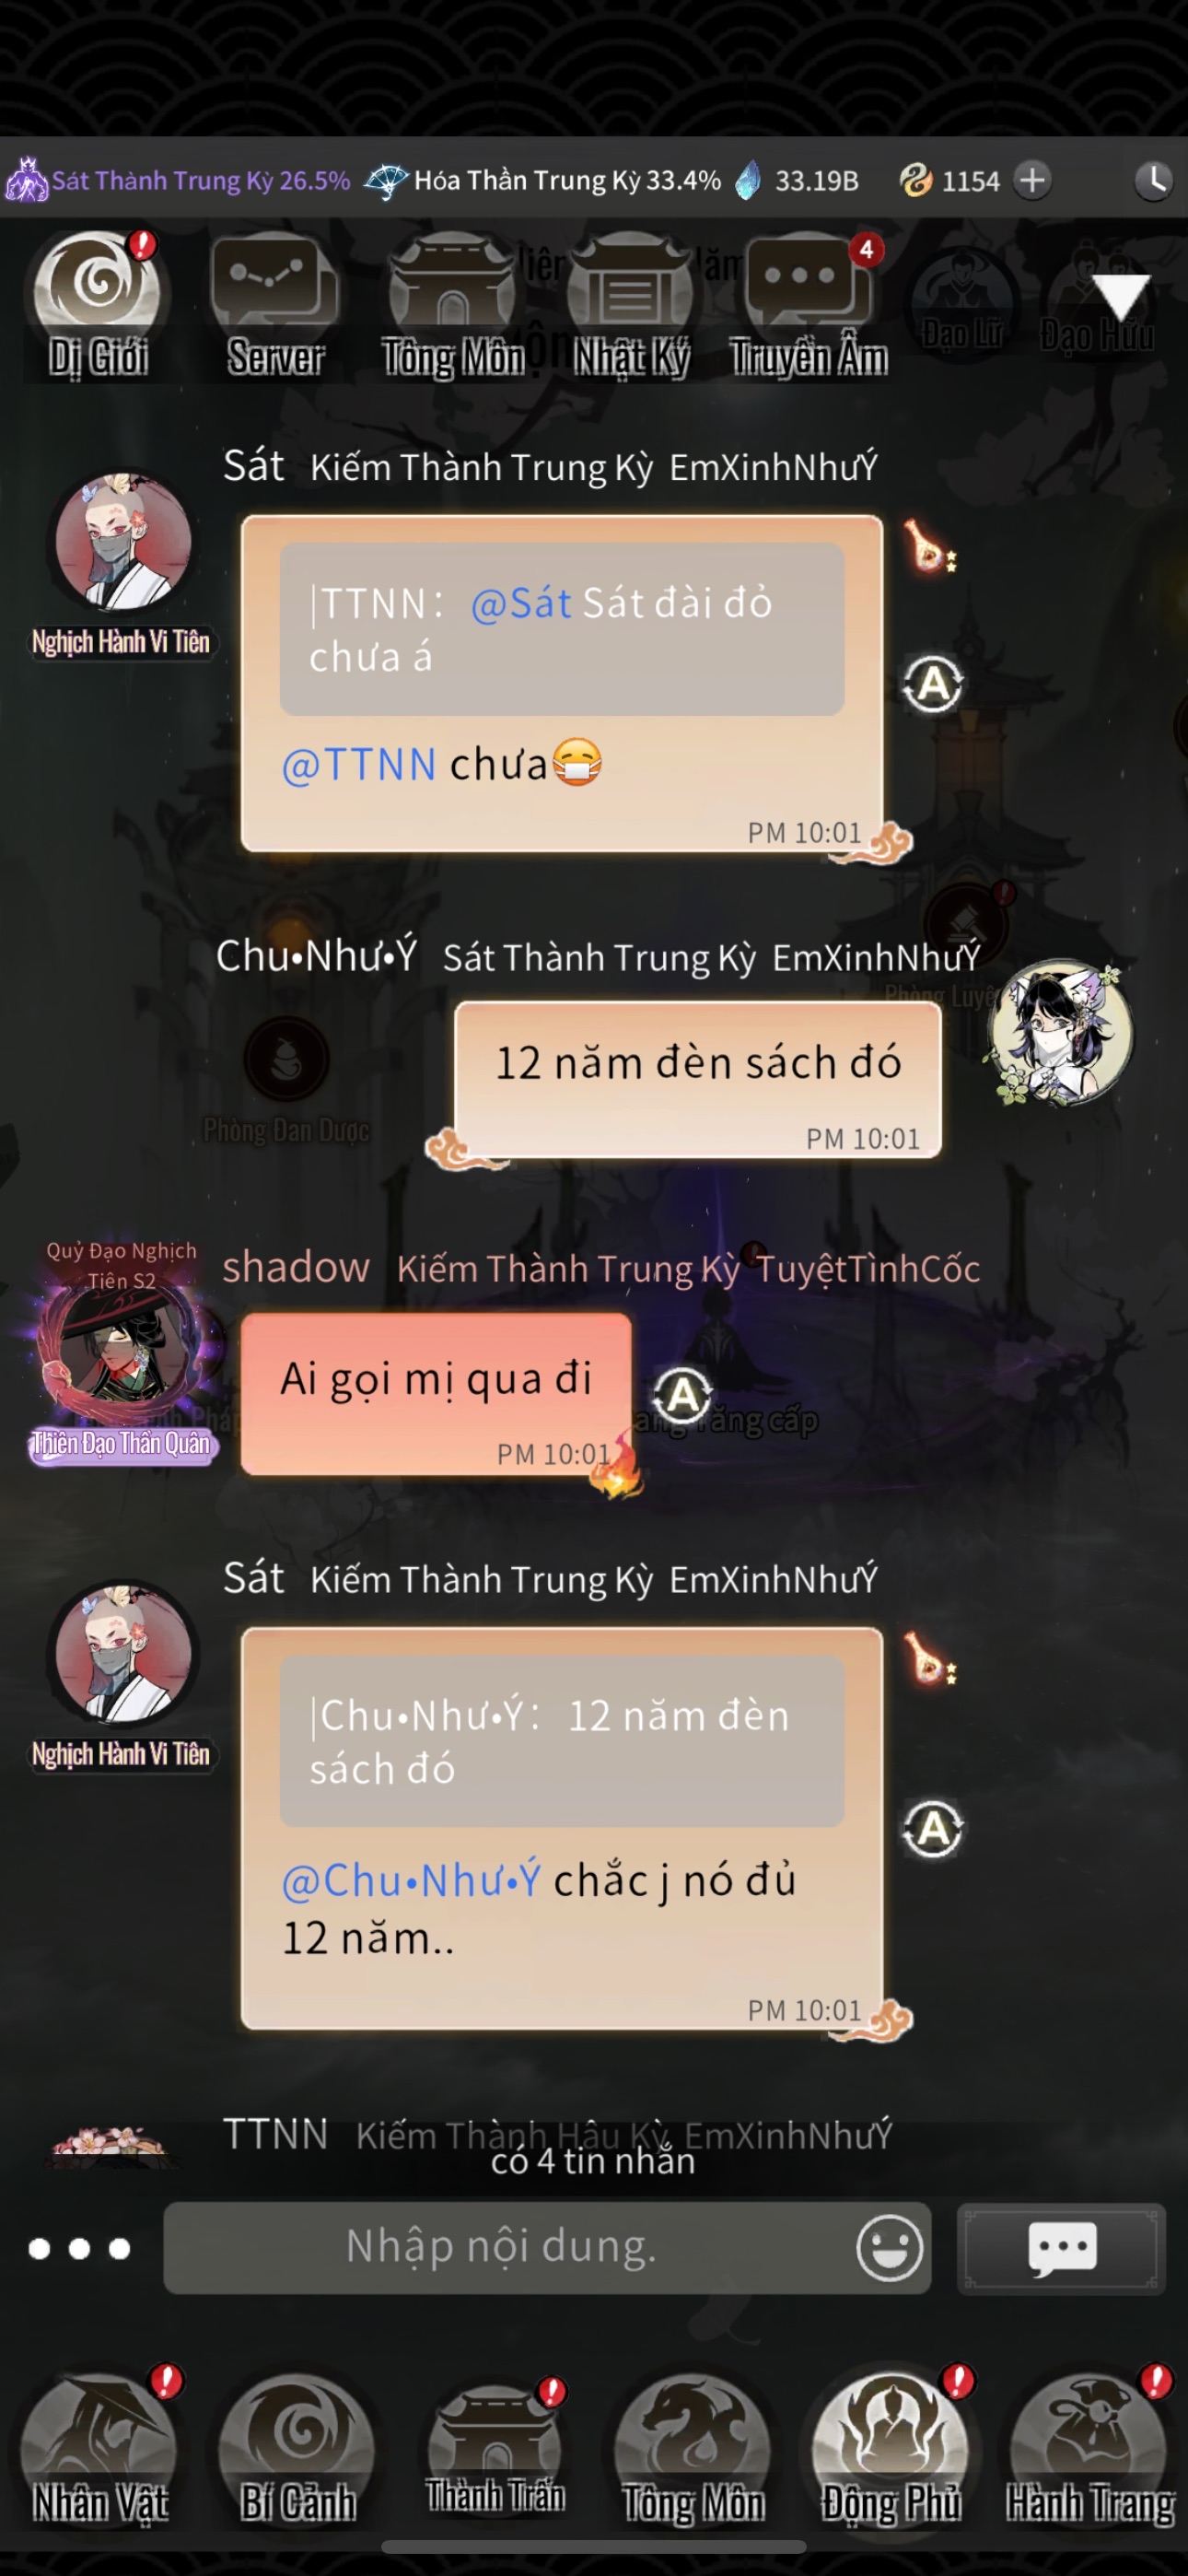 Sát Thành Trung Kỳ 26.5% Hóa Thần Trung Kỳ 33.4% 33.19B 1154
4
Dị Giới Server Tông Môn Nhật Ký Truyền Âm Đạo Lữ Đạo Hữu
Sát Kiếm Thành Trung Kỳ EmXinhNhưÝ
|TTNN: @Sát Sát đài đỏ
chưa á
Nghịch Hành Vi Tiên
@TTNN chưa😷
PM 10:01
Chu•Như•Ý Sát Thành Trung Kỳ EmXinhNhưÝ
12 năm đèn sách đó
Phòng Đan Dược
PM 10:01
Quỷ Đạo Nghịch
Tiên S2
shadow Kiếm Thành Trung Kỳ TuyệtTìnhCốc
Ai gọi mị qua đi
Thiên Đạo Thần Quân
PM 10:01
Sát Kiếm Thành Trung Kỳ EmXinhNhưÝ
|Chu•Như•Ý: 12 năm đèn
sách đó
Nghịch Hành Vi Tiên
@Chu•Như•Ý chắc j nó đủ
12 năm..
PM 10:01
TTNN Kiếm Thành Hậu Kỳ EmXinhNhưÝ
có 4 tin nhắn
Nhập nội dung.
Nhân Vật Bí Cảnh Thành Trấn Tông Môn Động Phủ Hành Trang